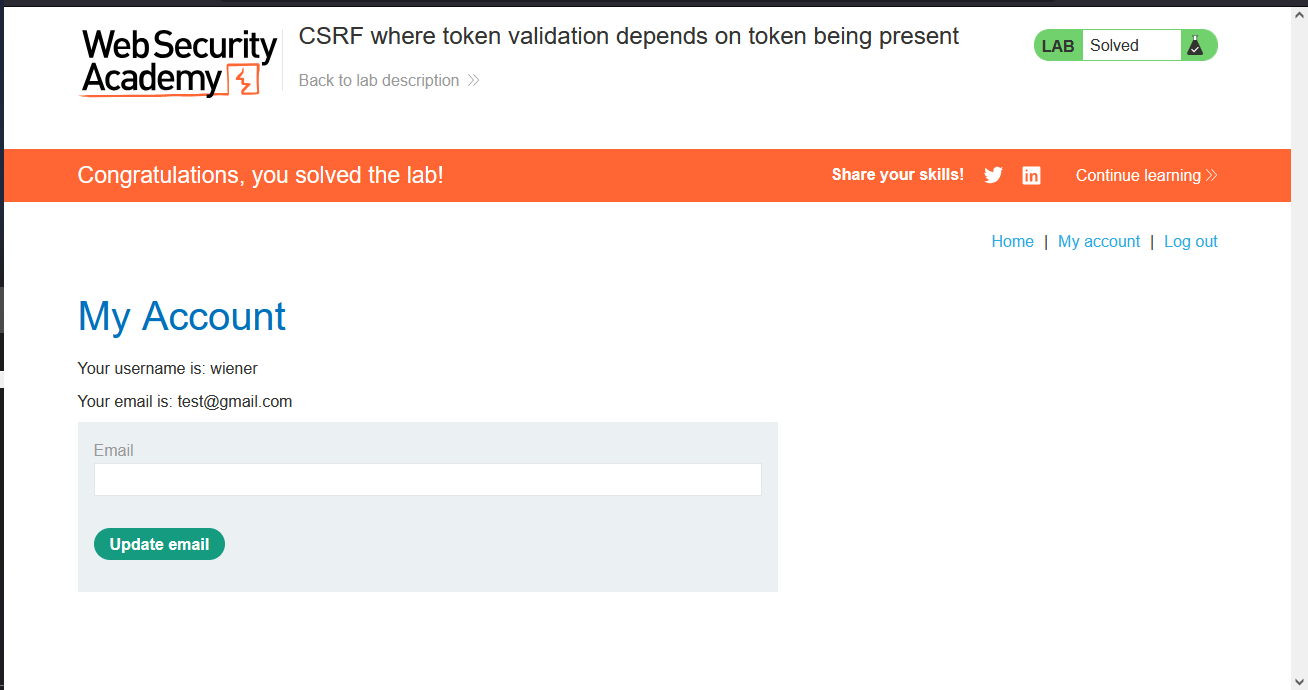 Web Security
Academy
CSRF where token validation depends on token being present
Back to lab description
LAB Solved
Congratulations, you solved the lab!
Share your skills!
in
Continue learning
Home | My account | Log out
My Account
Your username is: wiener
Your email is: test@gmail.com
Email
Update email